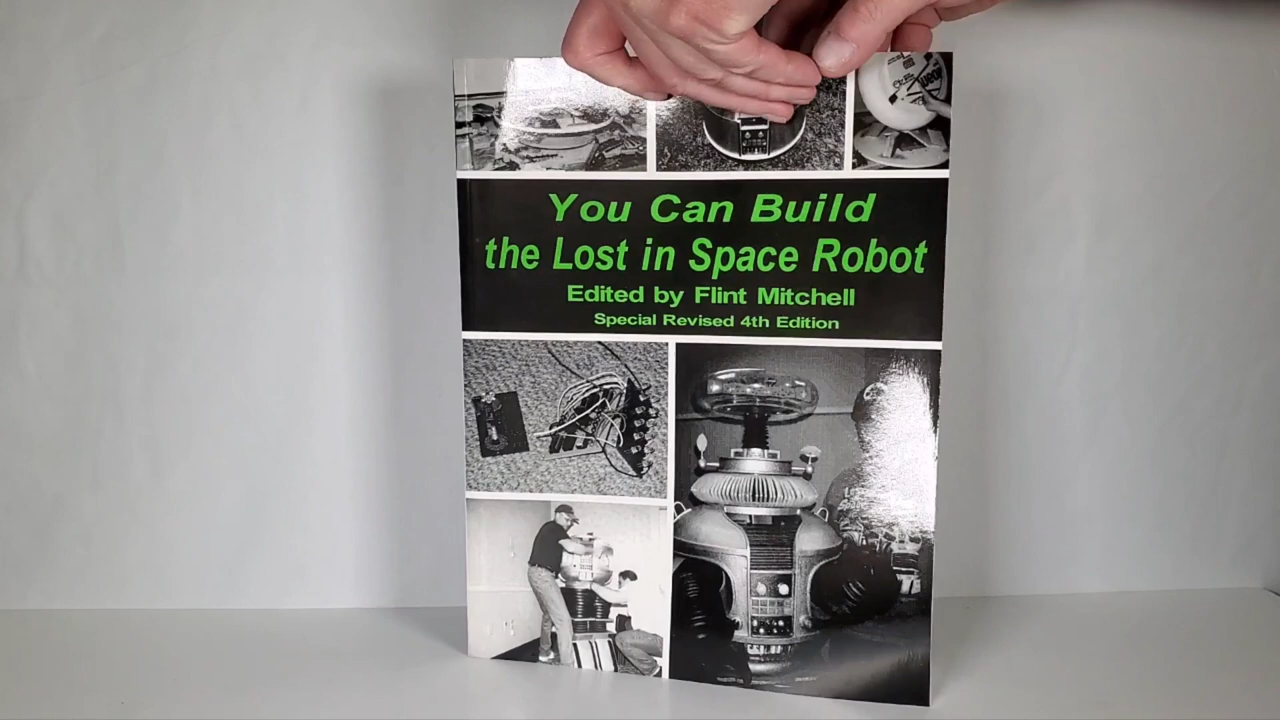 You Can Build
the Lost in Space Robot
Edited by Flint Mitchell
Special Revised 4th Edition